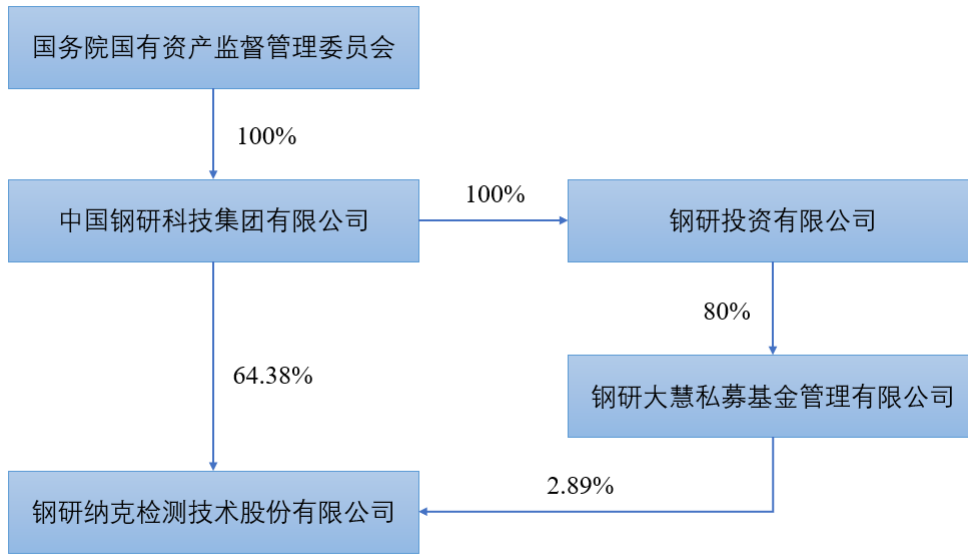 国务院国有资产监督管理委员会
100%
中国钢研科技集团有限公司
100%
钢研投资有限公司
80%
64.38%
钢研大慧私募基金管理有限公司
2.89%
钢研纳克检测技术股份有限公司